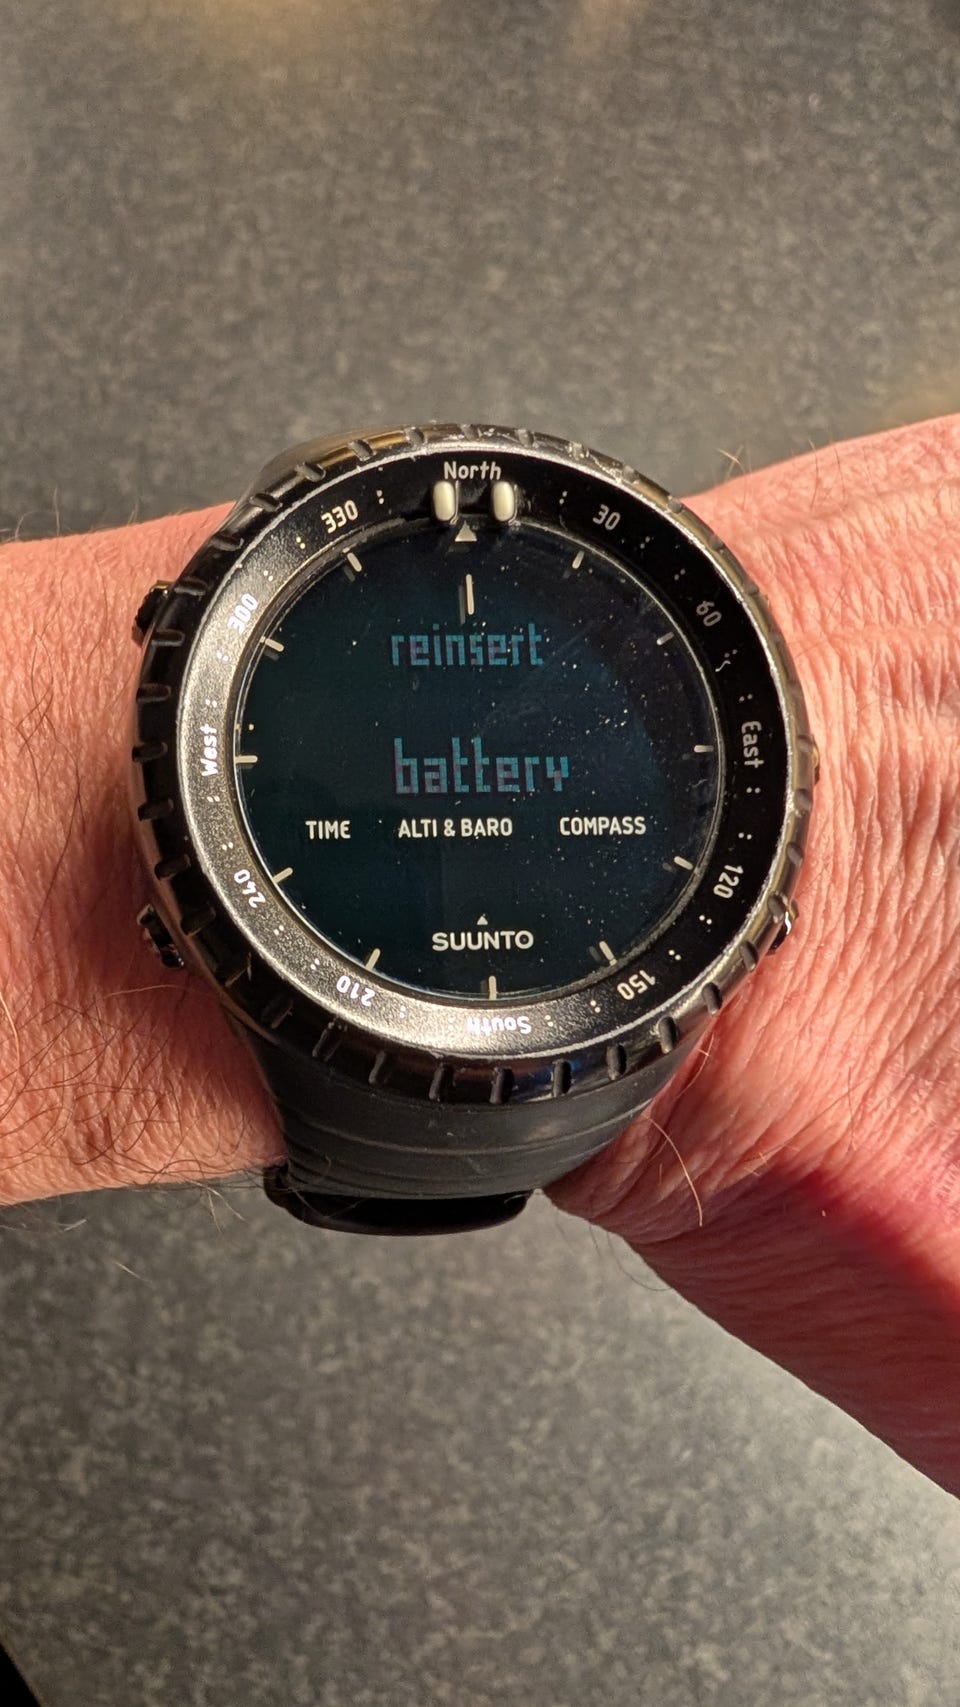 North
330
30
300
60
reinsert
West
East
battery
TIME ALTI & BARO COMPASS
240
120
SUUNTO
210
150
South